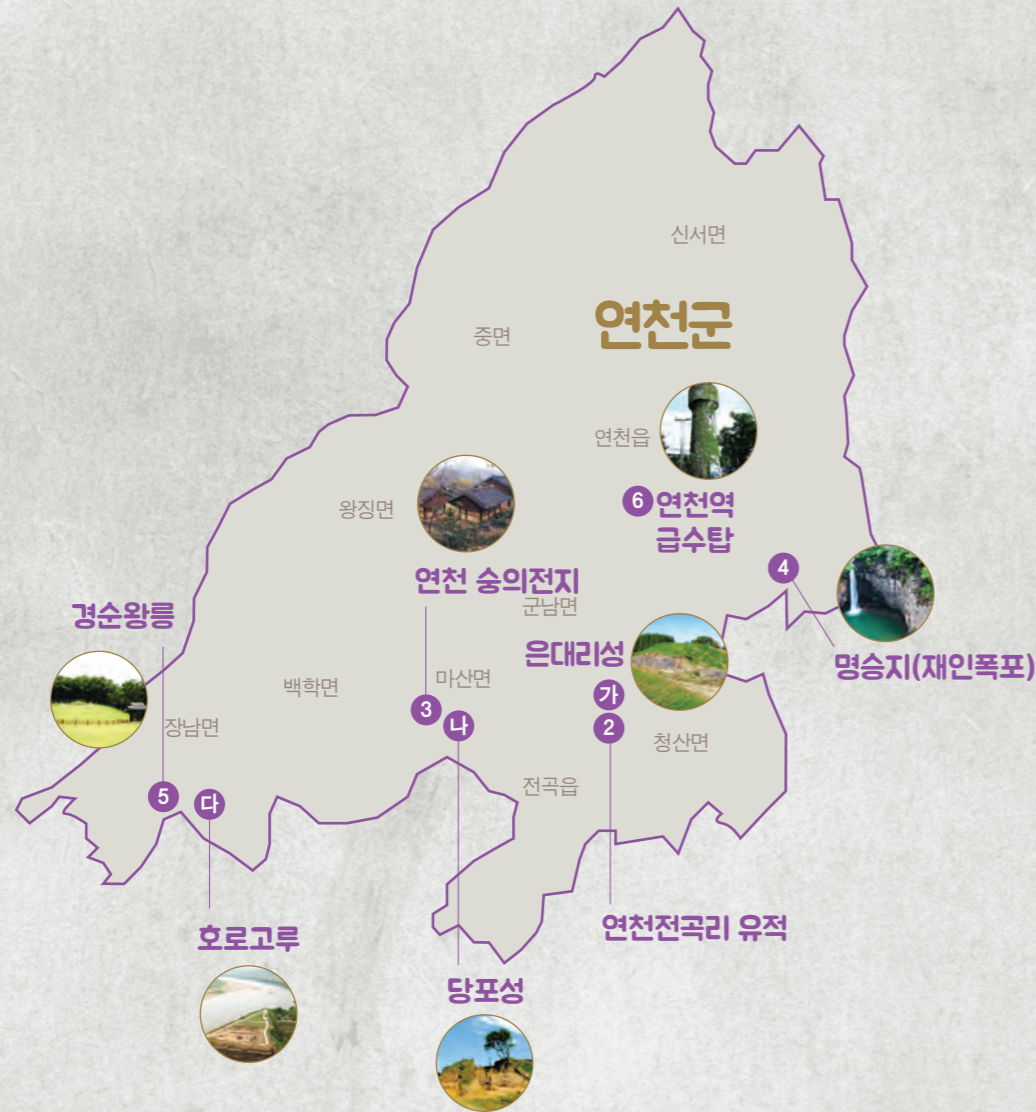 신서면
연천군
중면
연천읍
6 연천역
급수탑
왕징면
연천 숭의전지
4
명승지(재인폭포)
군남면
경순왕릉
은대리성
가
2
청산면
백학면
마산면
3
나
장남면
전곡읍
5
다
연천전곡리 유적
호로고루
당포성